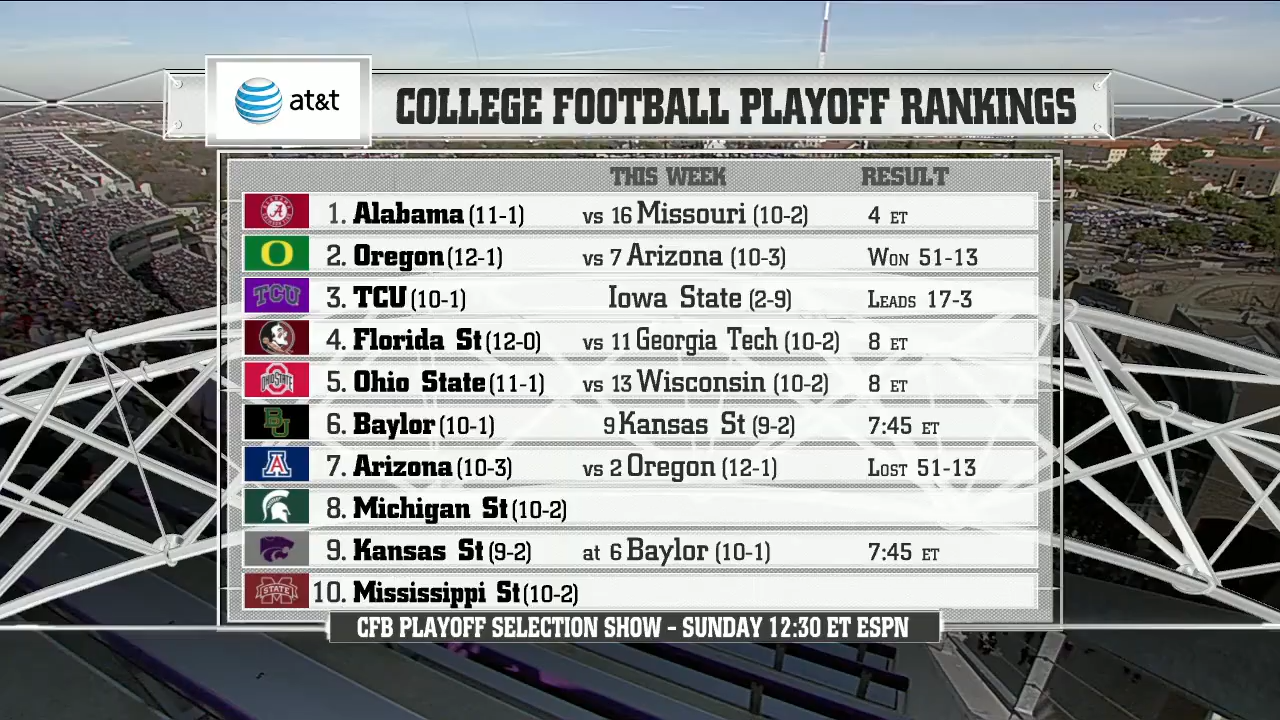 at&t
COLLEGE FOOTBALL PLAYOFF RANKINGS
THIS WEEK RESULT
A 1. Alabama (11-1) vs 16 Missouri (10-2) 4 ET
O 2. Oregon (12-1) vs 7 Arizona (10-3) WON 51-13
TCU 3. TCU (10-1) Iowa State (2-9) LEADS 17-3
4. Florida St (12-0) vs 11 Georgia Tech (10-2) 8 ET
OHIO STATE 5. Ohio State (11-1) vs 13 Wisconsin (10-2) 8 ET
BU 6. Baylor (10-1) 9 Kansas St (9-2) 7:45 ET
A 7. Arizona (10-3) vs 2 Oregon (12-1) LOST 51-13
8. Michigan St (10-2)
9. Kansas St (9-2) at 6 Baylor (10-1) 7:45 ET
STATE 10. Mississippi St (10-2)
CFB PLAYOFF SELECTION SHOW - SUNDAY 12:30 ET ESPN